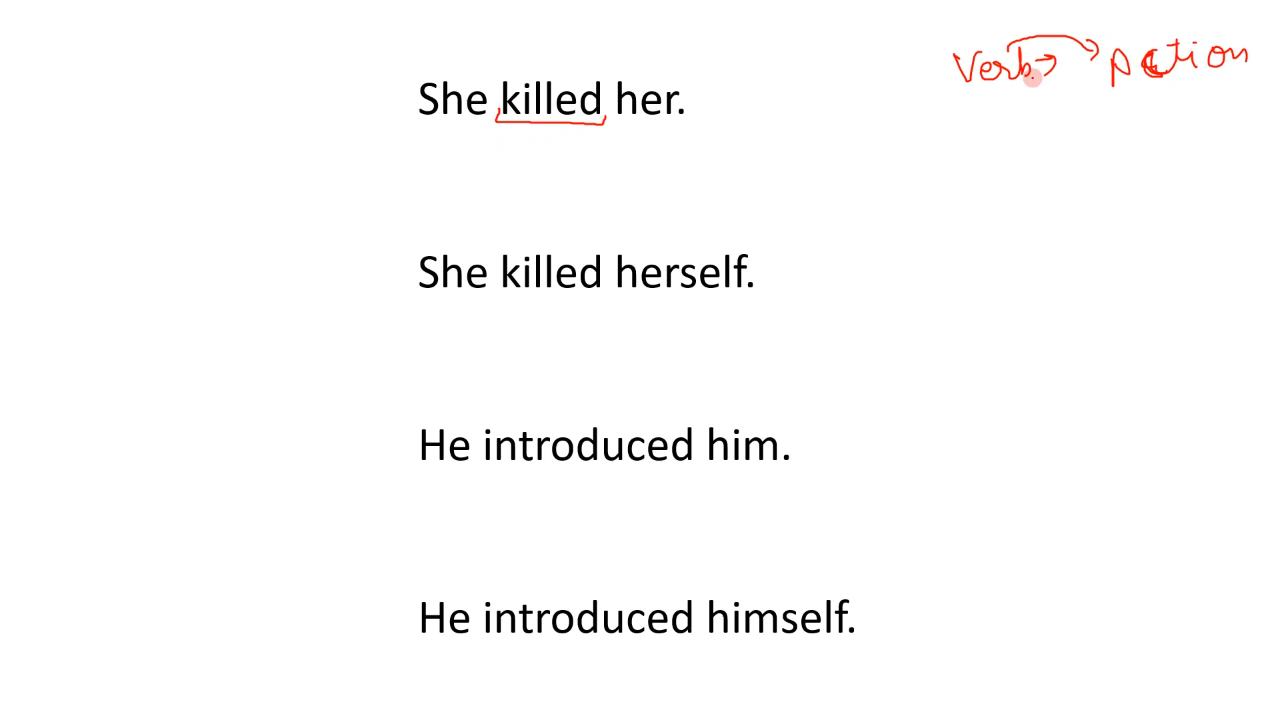 Verb → Action
She killed her.
She killed herself.
He introduced him.
He introduced himself.